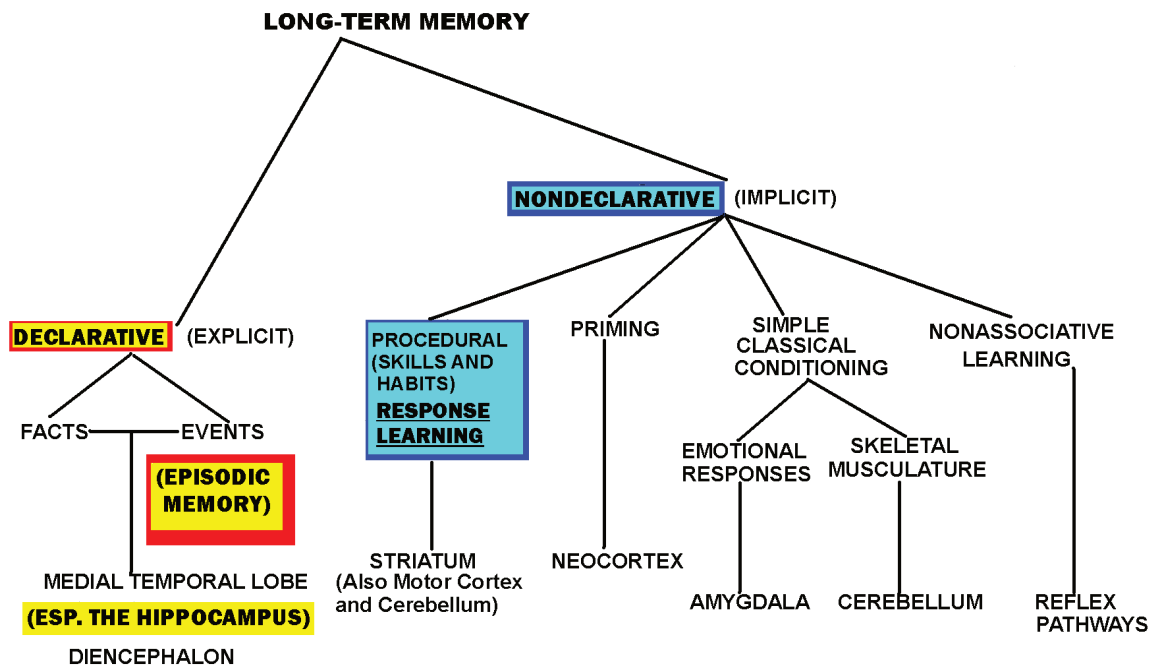 LONG-TERM MEMORY
NONDECLARATIVE (IMPLICIT)
DECLARATIVE (EXPLICIT)
FACTS EVENTS
(EPISODIC
MEMORY)
MEDIAL TEMPORAL LOBE
(ESP. THE HIPPOCAMPUS)
DIENCEPHALON
PROCEDURAL
(SKILLS AND
HABITS)
RESPONSE
LEARNING
STRIATUM
(Also Motor Cortex
and Cerebellum)
PRIMING
NEOCORTEX
SIMPLE
CLASSICAL
CONDITIONING
EMOTIONAL
RESPONSES
AMYGDALA
SKELETAL
MUSCULATURE
CEREBELLUM
NONASSOCIATIVE
LEARNING
REFLEX
PATHWAYS